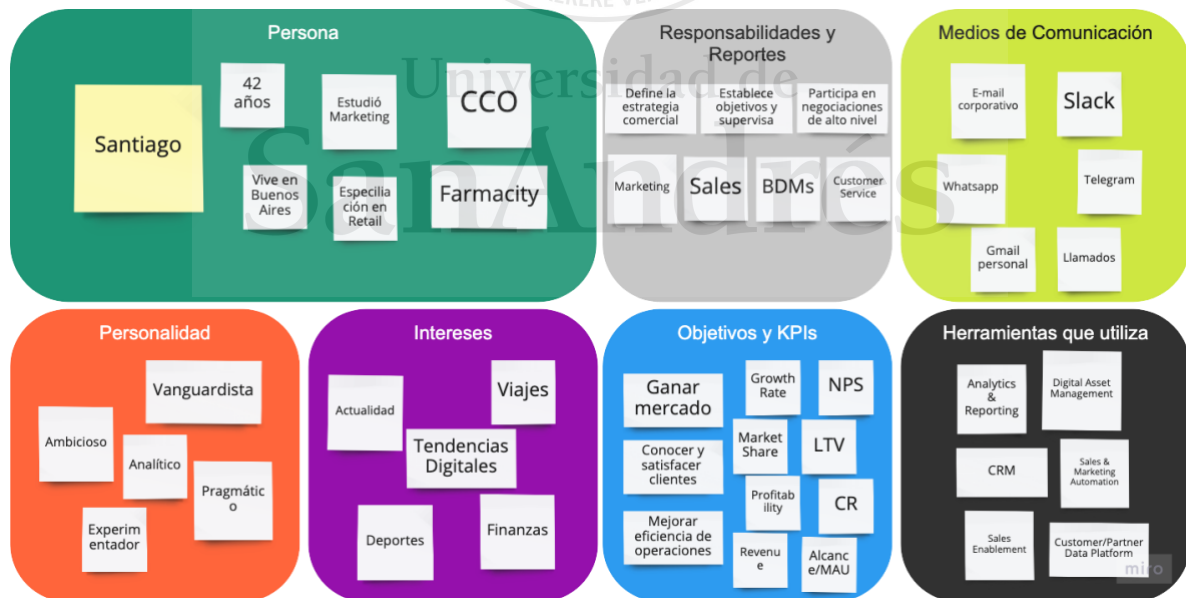 Persona
Santiago
42
años
Estudió
Marketing
CCO
Vive en
Buenos
Aires
Especilia
ción en
Retail
Farmacity
Responsabilidades y
Reportes
Define la
estrategia
comercial
Establece
objetivos y
supervisa
Participa en
negociaciones
de alto nivel
Marketing
Sales
BDMs
Customer
Service
Medios de Comunicación
E-mail
corporativo
Slack
Whatsapp
Telegram
Gmail
personal
Llamados
Universidad de
SanAndrés
Personalidad
Vanguardista
Ambicioso
Analítico
Pragmátic
o
Experim
entador
Intereses
Actualidad
Viajes
Tendencias
Digitales
Deportes
Finanzas
Objetivos y KPIs
Ganar
mercado
Growth
Rate
NPS
Conocer y
satisfacer
clientes
Market
Share
LTV
Profitab
ility
CR
Mejorar
eficiencia de
operaciones
Revenu
e
Alcanc
e/MAU
Herramientas que utiliza
Analytics
&
Reporting
Digital Asset
Management
CRM
Sales &
Marketing
Automation
Sales
Enablement
Customer/Partner
Data Platform
miro